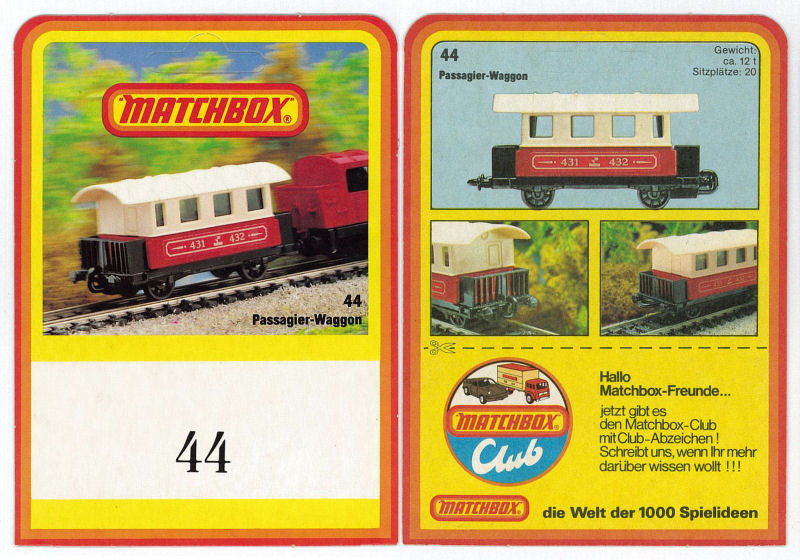 "MATCHBOX"®
431 432
44
Passagier-Waggon
44
44
Passagier-Waggon
Gewicht:
ca. 12 t
Sitzplätze: 20
431 432
MATCHBOX
Club
Hallo
Matchbox-Freunde...
jetzt gibt es
den Matchbox-Club
mit Club-Abzeichen!
Schreibt uns, wenn Ihr mehr
darüber wissen wollt !!!
MATCHBOX
die Welt der 1000 Spielideen